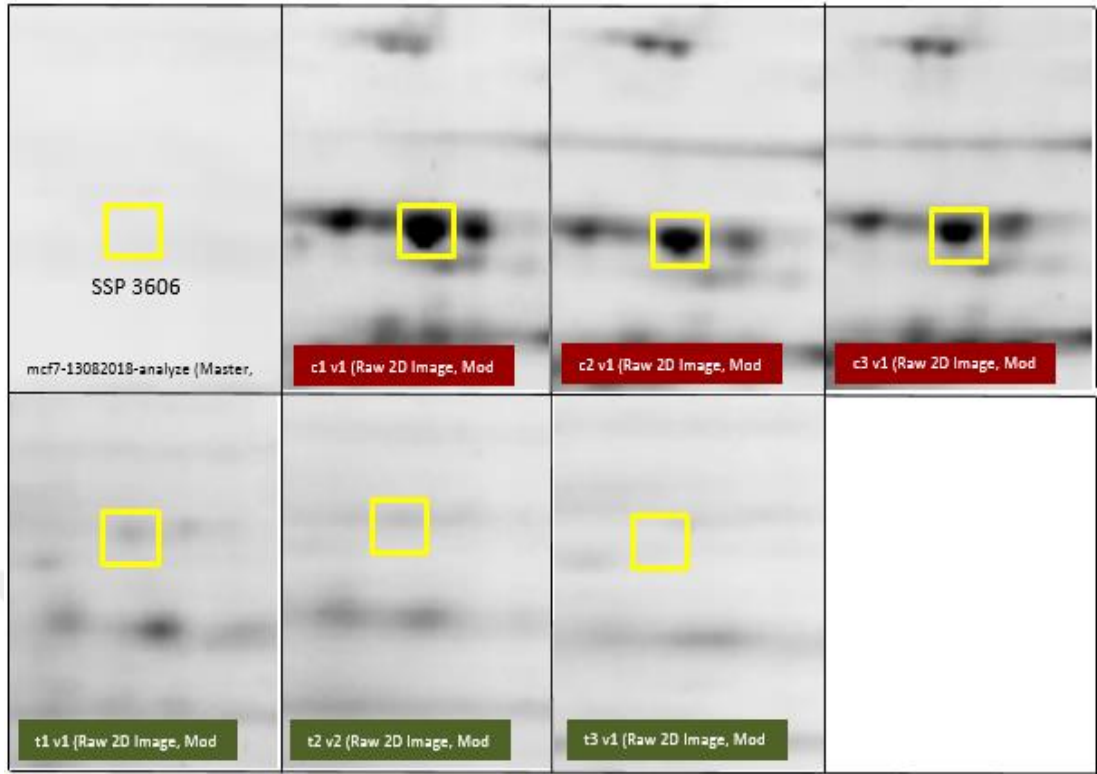 SSP 3606
mcf7-13082018-analyze (Master,
c1 v1 (Raw 2D Image, Mod
c2 v1 (Raw 2D Image, Mod
c3 v1 (Raw 2D Image, Mod
t1 v1 (Raw 2D Image, Mod
t2 v2 (Raw 2D Image, Mod
t3 v1 (Raw 2D Image, Mod